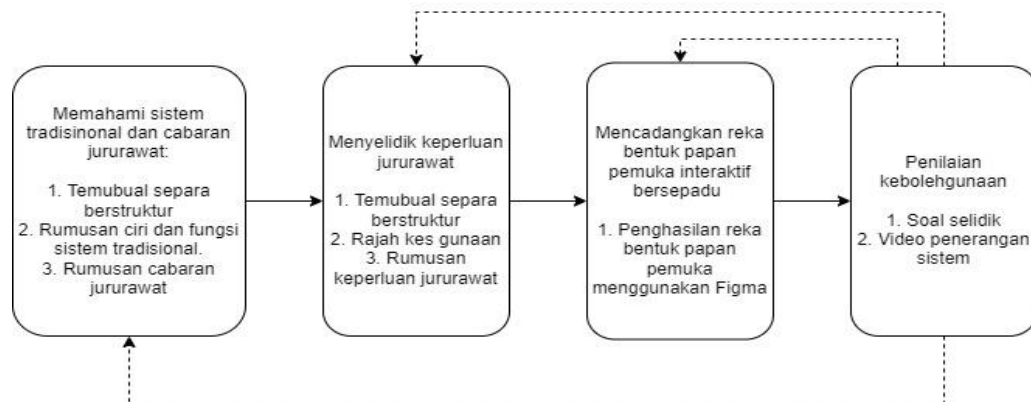 Memahami sistem
tradisinonal dan cabaran
jururawat:
1. Temubual separa
berstruktur
2. Rumusan ciri dan fungsi
sistem tradisional.
3. Rumusan cabaran
jururawat
Menyelidik keperluan
jururawat
1. Temubual separa
berstruktur
2. Rajah kes gunaan
3. Rumusan
keperluan jururawat
Mencadangkan reka
bentuk papan
pemuka interaktif
bersepadu
1. Penghasilan reka
bentuk papan
pemuka
menggunakan Figma
Penilaian
kebolehgunaan
1. Soal selidik
2. Video penerangan
sistem